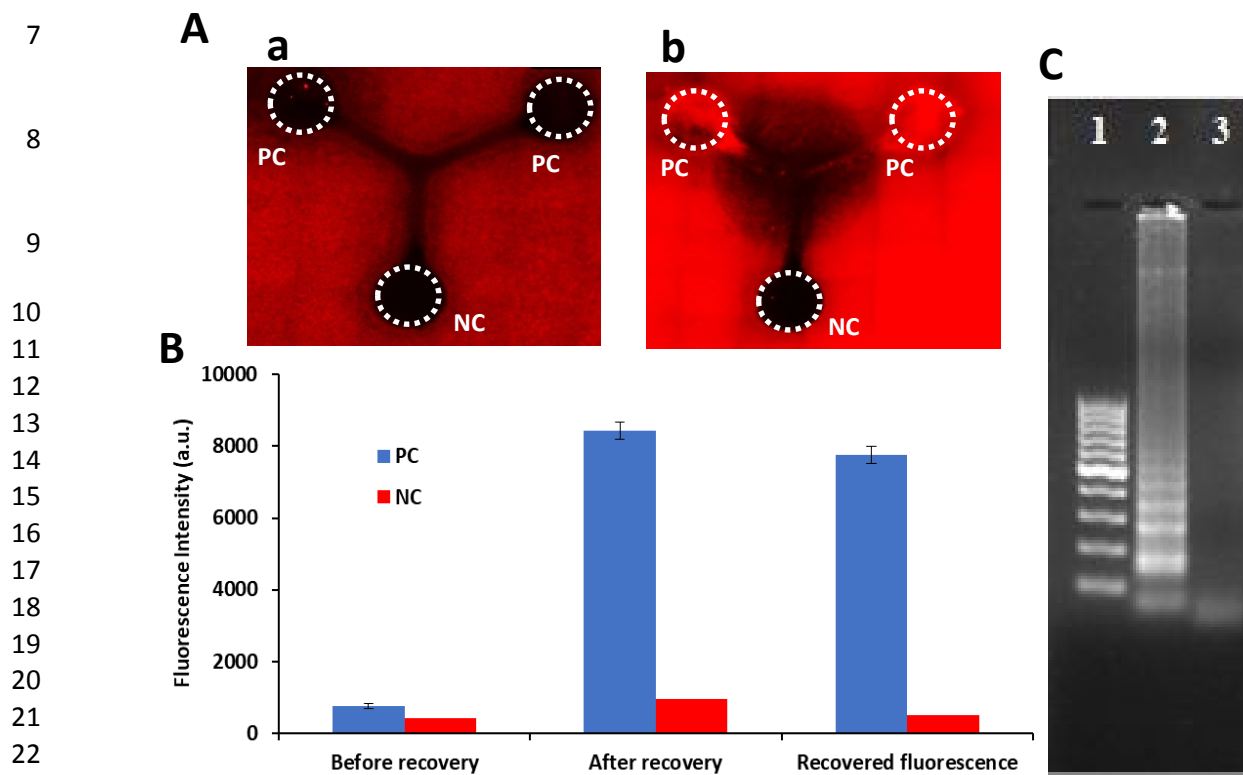 7
8
9
10
11
12
13
14
15
16
17
18
19
20
21
22
A
a
PC
PC
NC
b
PC
PC
NC
B
Fluorescence Intensity (a.u.)
10000
8000
6000
4000
2000
0
PC
NC
Before recovery After recovery Recovered fluorescence
C
1 2 3